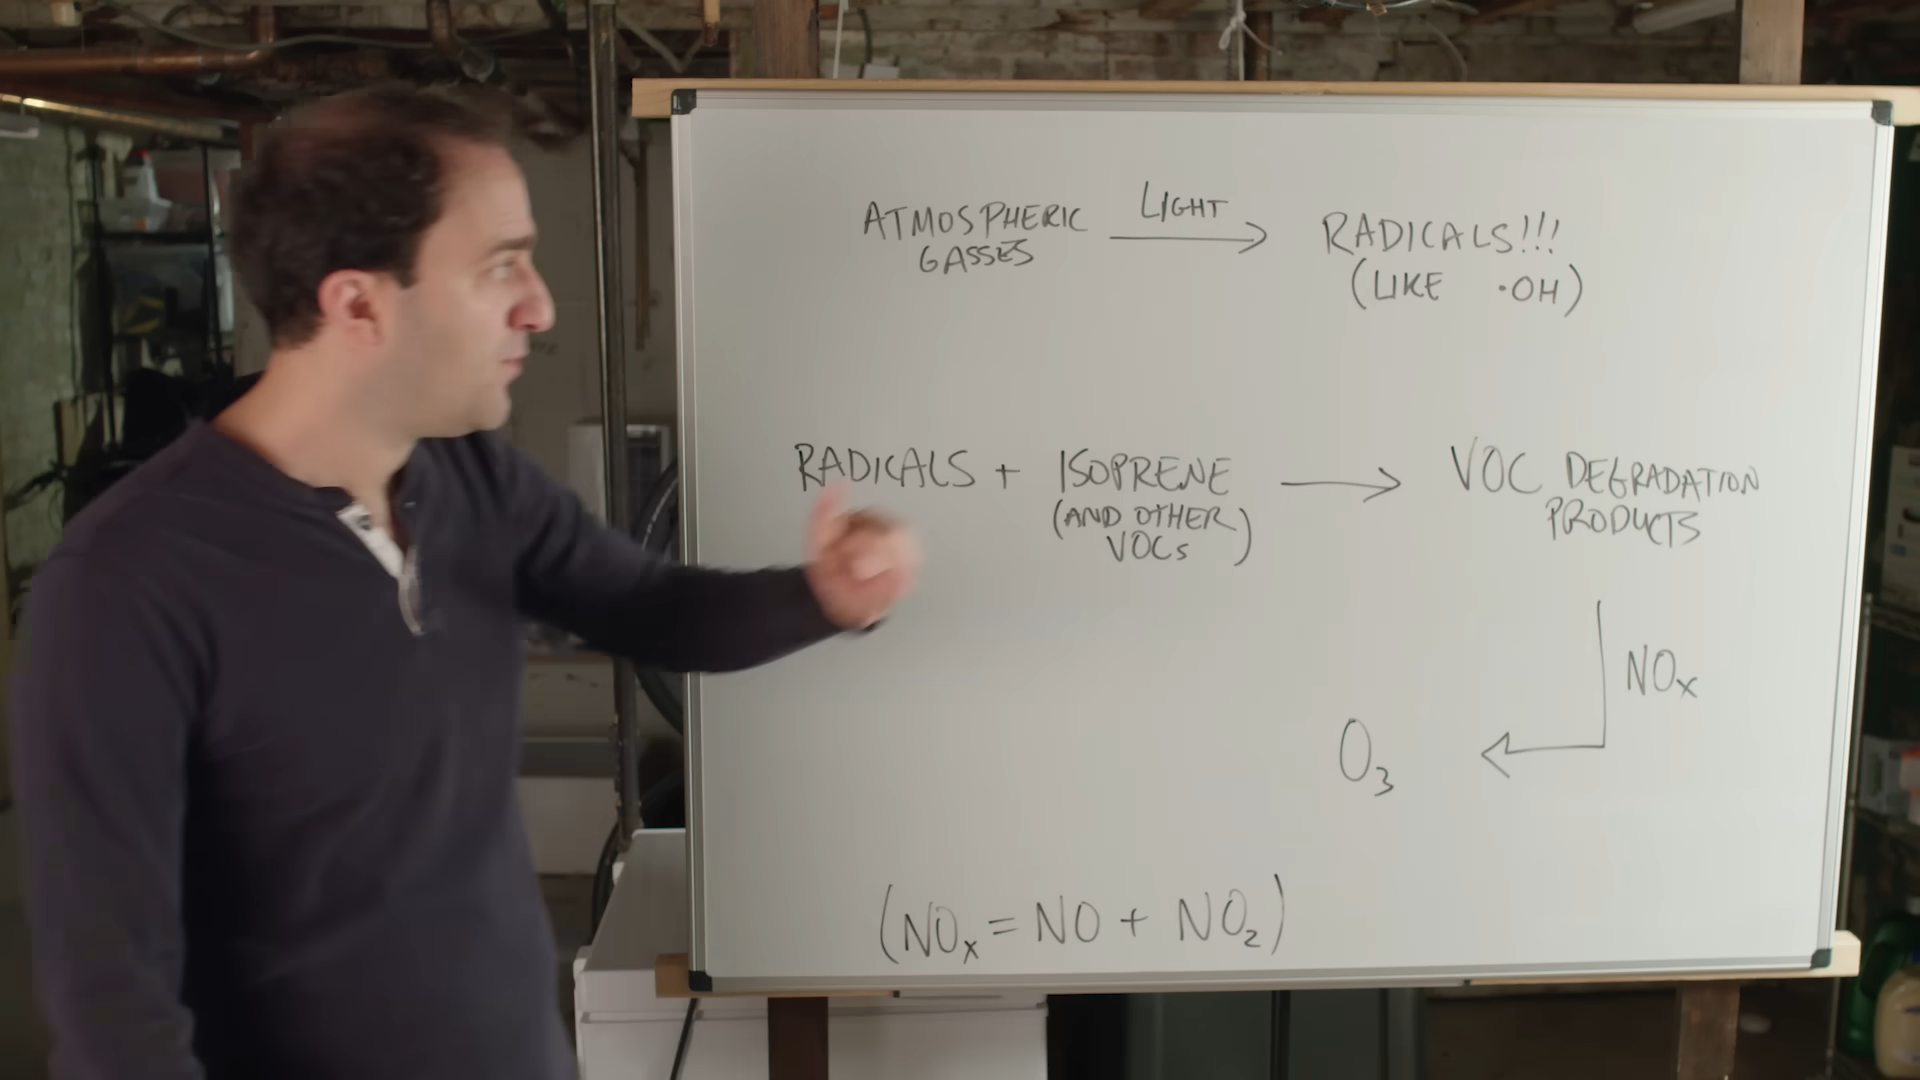 ATMOSPHERIC GASSES
LIGHT
RADICALS!!!
(LIKE ·OH)
RADICALS + ISOPRENE
(AND OTHER VOCs)
VOC DEGRADATION
PRODUCTS
NOx
O3
(NOx = NO + NO2)